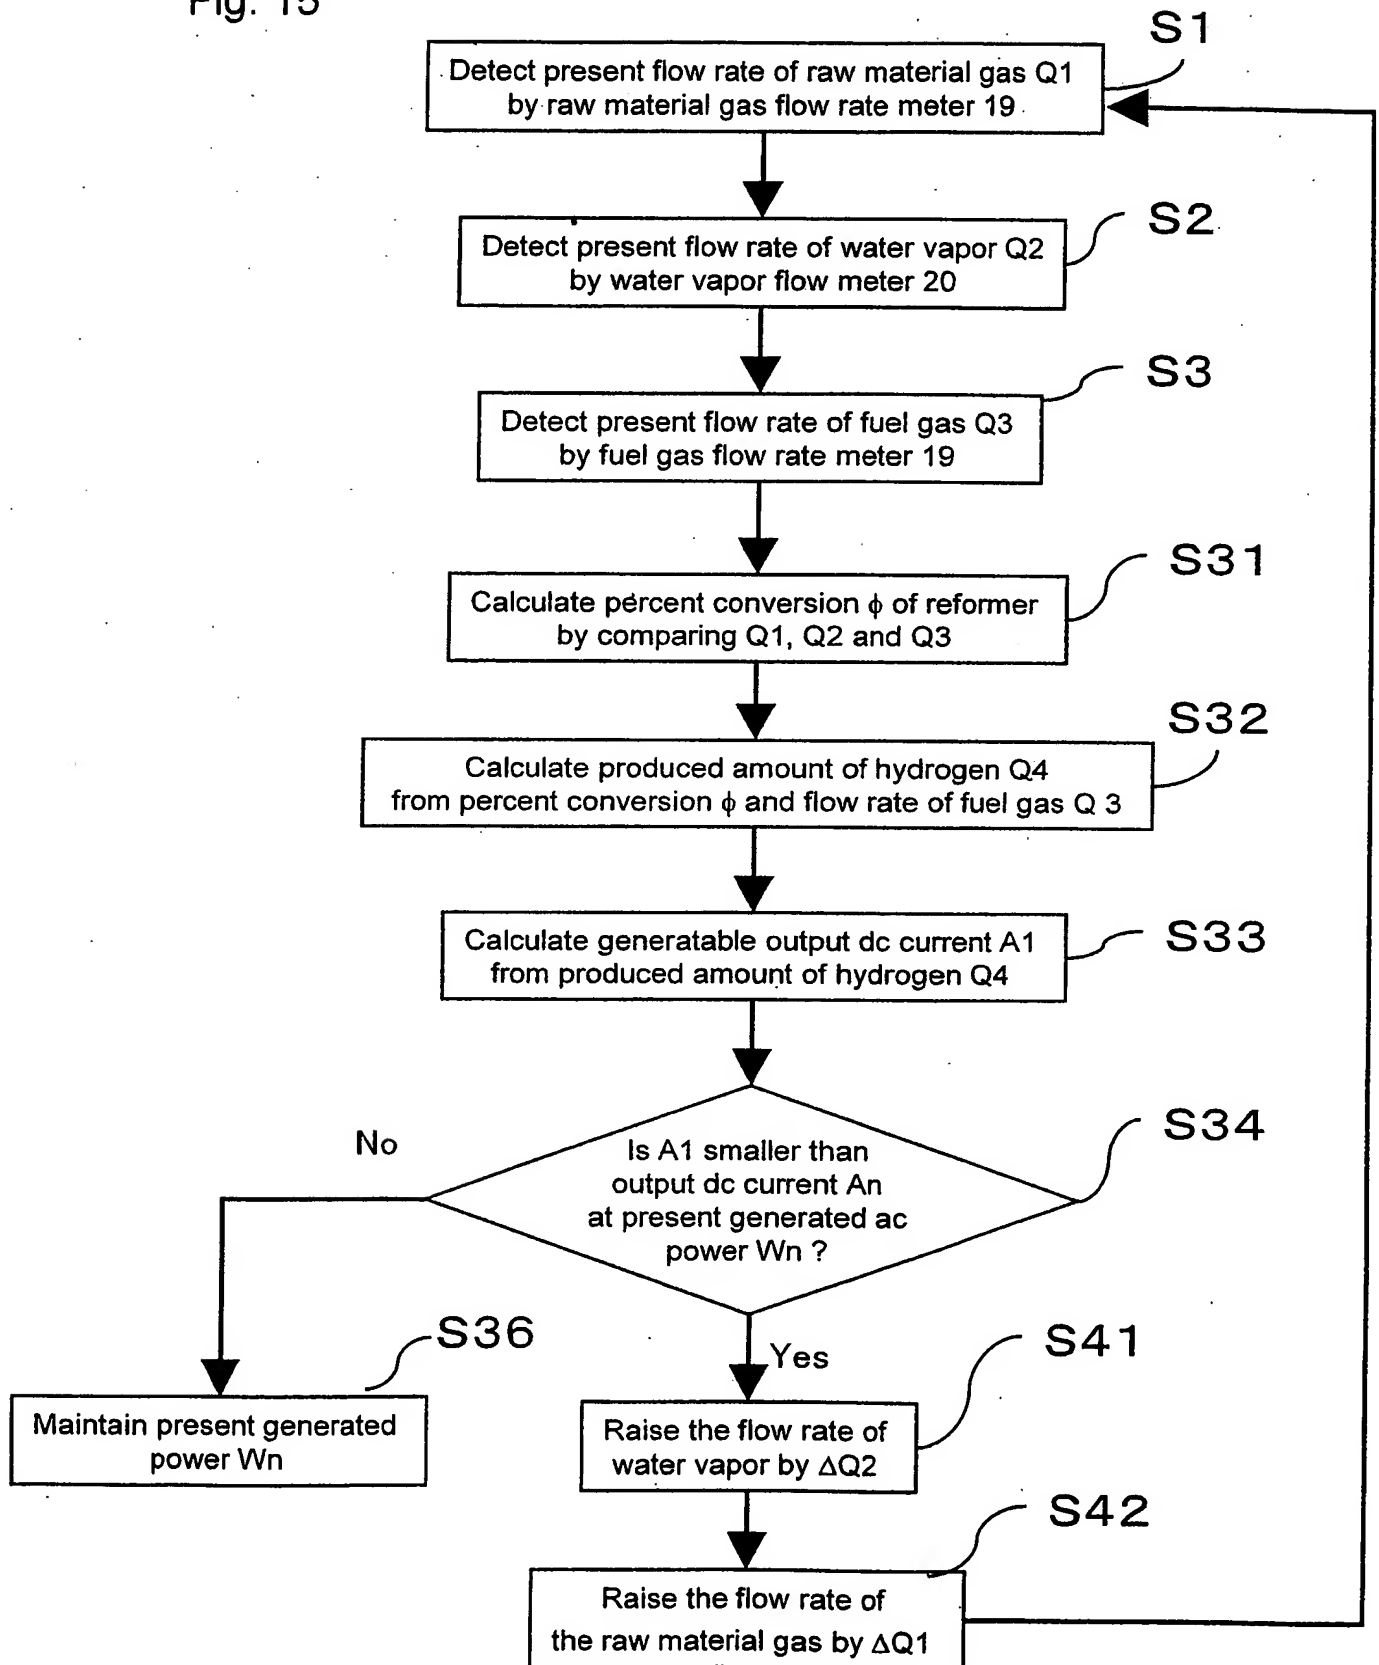 Fig. 15
S1
Detect present flow rate of raw material gas Q1
by raw material gas flow rate meter 19
S2
Detect present flow rate of water vapor Q2
by water vapor flow meter 20
S3
Detect present flow rate of fuel gas Q3
by fuel gas flow rate meter 19
S31
Calculate percent conversion ϕ of reformer
by comparing Q1, Q2 and Q3
S32
Calculate produced amount of hydrogen Q4
from percent conversion ϕ and flow rate of fuel gas Q 3
S33
Calculate generatable output dc current A1
from produced amount of hydrogen Q4
S34
No
Is A1 smaller than
output dc current An
at present generated ac
power Wn ?
S36
Yes
S41
Maintain present generated
power Wn
Raise the flow rate of
water vapor by ΔQ2
S42
Raise the flow rate of
the raw material gas by ΔQ1